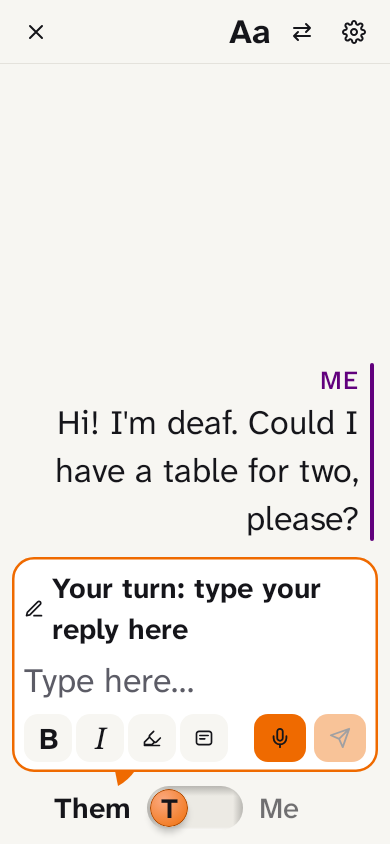 Aa
ME
Hi! I'm deaf. Could I
have a table for two,
please?
Your turn: type your
reply here
Type here...
B I
Them T Me